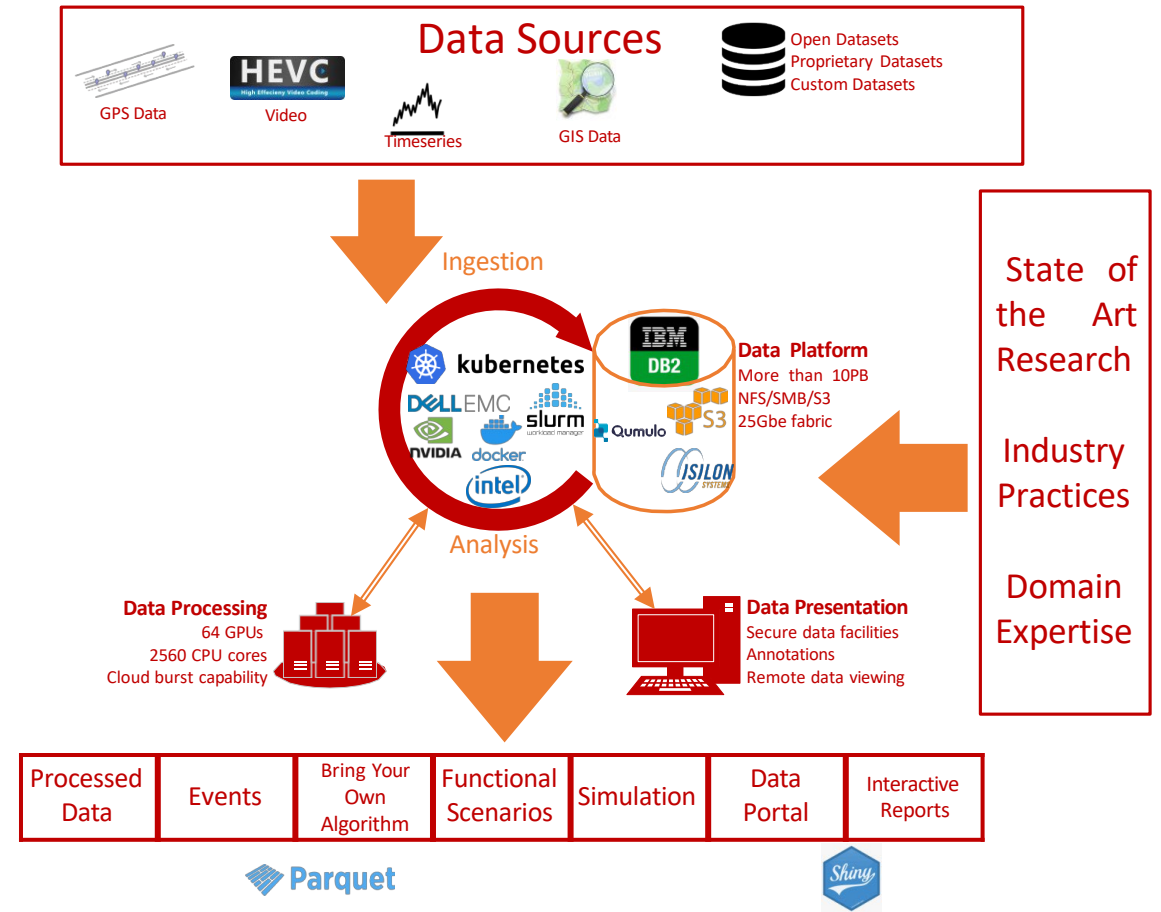 Data Sources
GPS Data
HEVC
High Effecieny Video Coding
Video
Timeseries
GIS Data
Open Datasets
Proprietary Datasets
Custom Datasets
Ingestion
kubernetes
DELLEMC
slurm
workload manager
NVIDIA
docker
intel
IBM
DB2
Qumulo
S3
ISILON
SYSTEMS
Data Platform
More than 10PB
NFS/SMB/S3
25Gbe fabric
State of
the Art
Research
Industry
Practices
Domain
Expertise
Analysis
Data Processing
64 GPUs
2560 CPU cores
Cloud burst capability
Data Presentation
Secure data facilities
Annotations
Remote data viewing
Processed
Data
Events
Bring Your
Own
Algorithm
Functional
Scenarios
Simulation
Data
Portal
Interactive
Reports
Parquet
Shiny